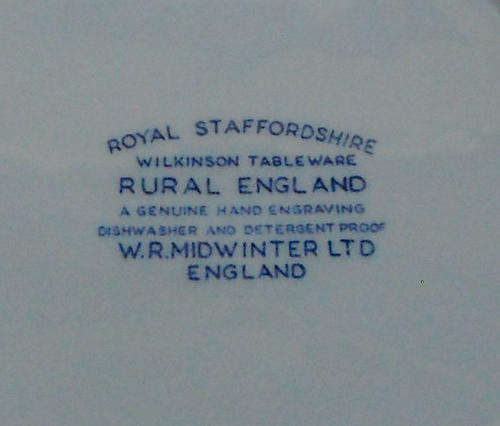 ROYAL STAFFORDSHIRE
WILKINSON TABLEWARE
RURAL ENGLAND
A GENUINE HAND ENGRAVING
DISHWASHER AND DETERGENT PROOF
W.R.MIDWINTER LTD
ENGLAND